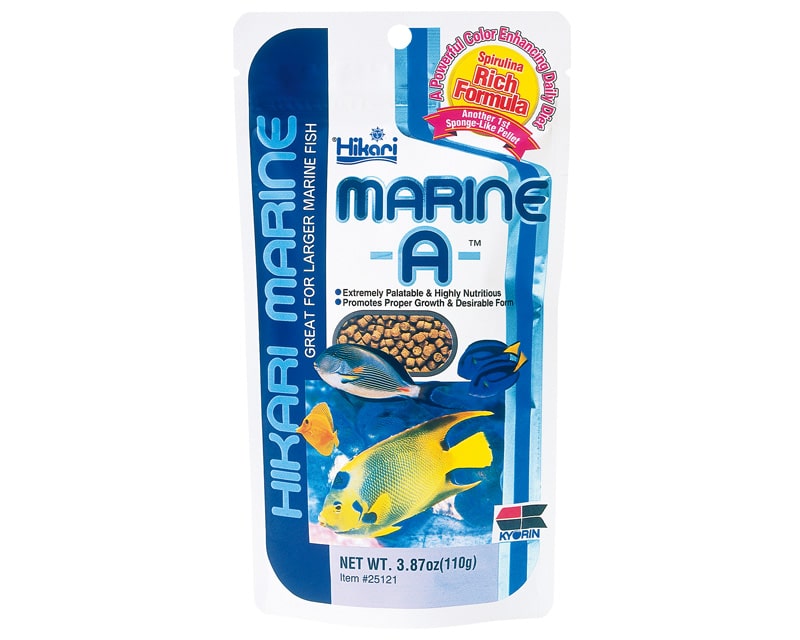 A Powerful Color Enhancing Daily Diet
Spirulina
Rich
Formula
Another 1st
Sponge-Like Pellet
®Hikari
MARINE
-A-™
•Extremely Palatable & Highly Nutritious
•Promotes Proper Growth & Desirable Form
HIKARI MARINE
GREAT FOR LARGER MARINE FISH
KYORIN
NET WT. 3.87oz(110g)
Item #25121